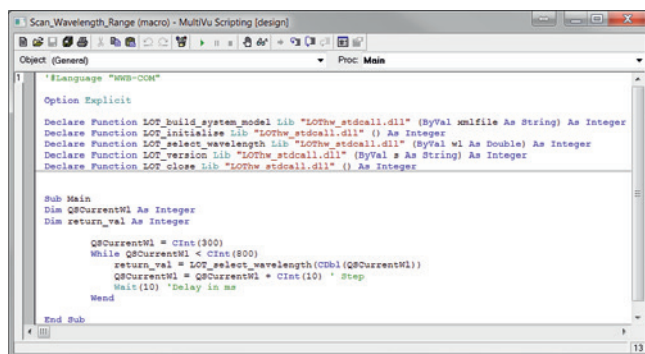 Scan_Wavelength_Range (macro) - MultiVu Scripting [design]
Object: (General) Proc: Main
1
'#Language "WWB-COM"
Option Explicit
Declare Function LOT_build_system_model Lib "LOThw_stdcall.dll" (ByVal xmlfile As String) As Integer
Declare Function LOT_initialise Lib "LOThw_stdcall.dll" () As Integer
Declare Function LOT_select_wavelength Lib "LOThw_stdcall.dll" (ByVal wl As Double) As Integer
Declare Function LOT_version Lib "LOThw_stdcall.dll" (ByVal s As String) As Integer
Declare Function LOT_close Lib "LOThw_stdcall.dll" () As Integer
Sub Main
Dim QSCurrentWl As Integer
Dim return_val As Integer
QSCurrentWl = CInt(300)
While QSCurrentWl < CInt(800)
return_val = LOT_select_wavelength(CDbl(QSCurrentWl))
QSCurrentWl = QSCurrentWl + CInt(10) ' Step
Wait(10) 'Delay in ms
Wend
End Sub
13